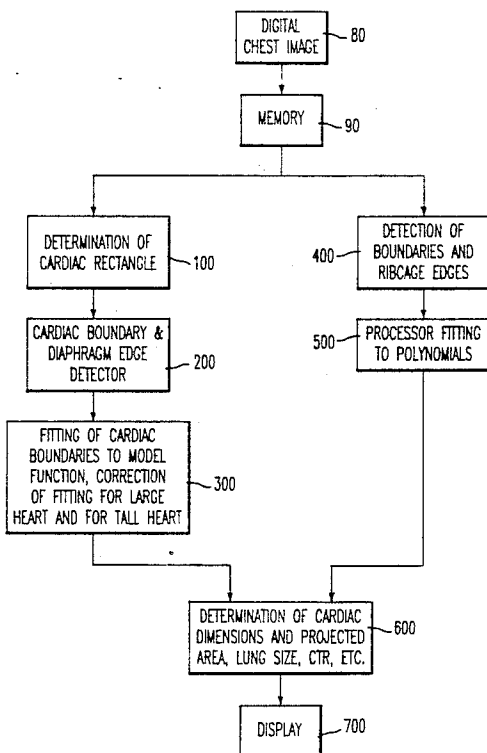 DIGITAL
CHEST IMAGE
80
MEMORY
90
DETERMINATION OF
CARDIAC RECTANGLE
100
CARDIAC BOUNDARY &
DIAPHRAGM EDGE
DETECTOR
200
FITTING OF CARDIAC
BOUNDARIES TO MODEL
FUNCTION, CORRECTION
OF FITTING FOR LARGE
HEART AND FOR TALL HEART
300
DETECTION OF
BOUNDARIES AND
RIBCAGE EDGES
400
PROCESSOR FITTING
TO POLYNOMIALS
500
DETERMINATION OF CARDIAC
DIMENSIONS AND PROJECTED
AREA, LUNG SIZE, CTR, ETC.
600
DISPLAY
700